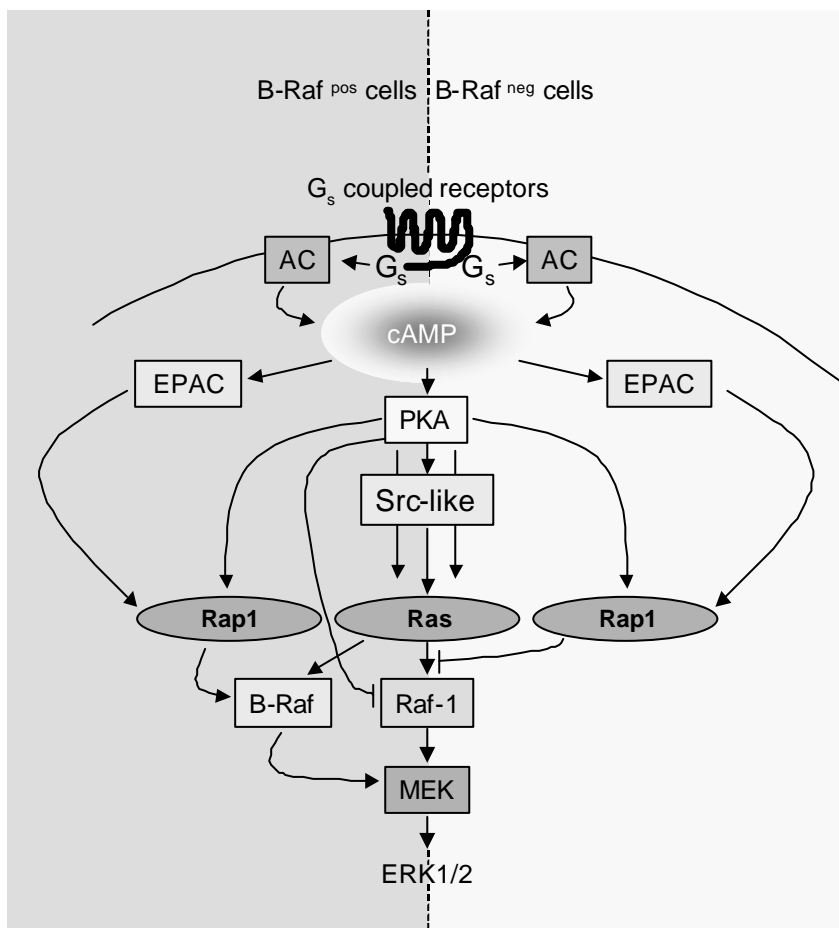 B-Raf pos cells B-Raf neg cells
Gs coupled receptors
AC Gs Gs AC
cAMP
EPAC EPAC
PKA
Src-like
Rap1 Ras Rap1
B-Raf Raf-1
MEK
ERK1/2